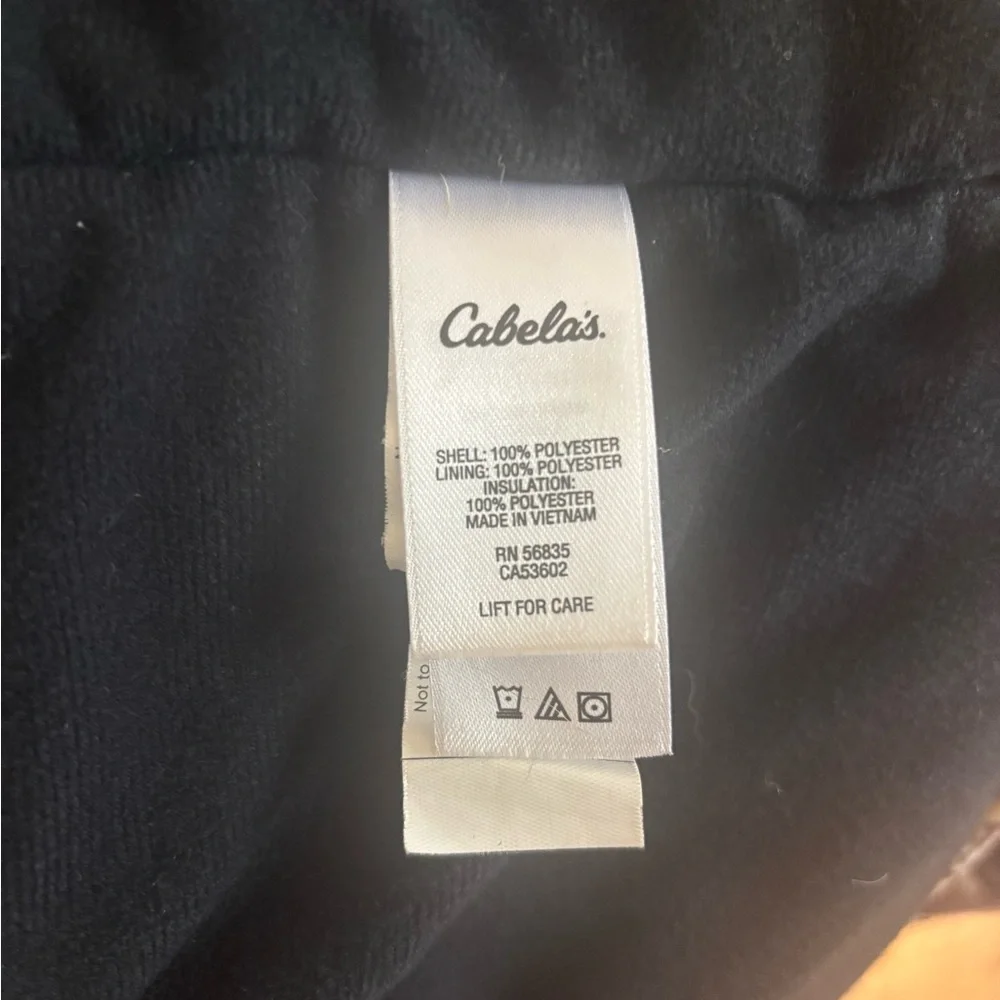 Cabela's.
SHELL: 100% POLYESTER
LINING: 100% POLYESTER
INSULATION:
100% POLYESTER
MADE IN VIETNAM
RN 56835
CA53602
LIFT FOR CARE
Not to